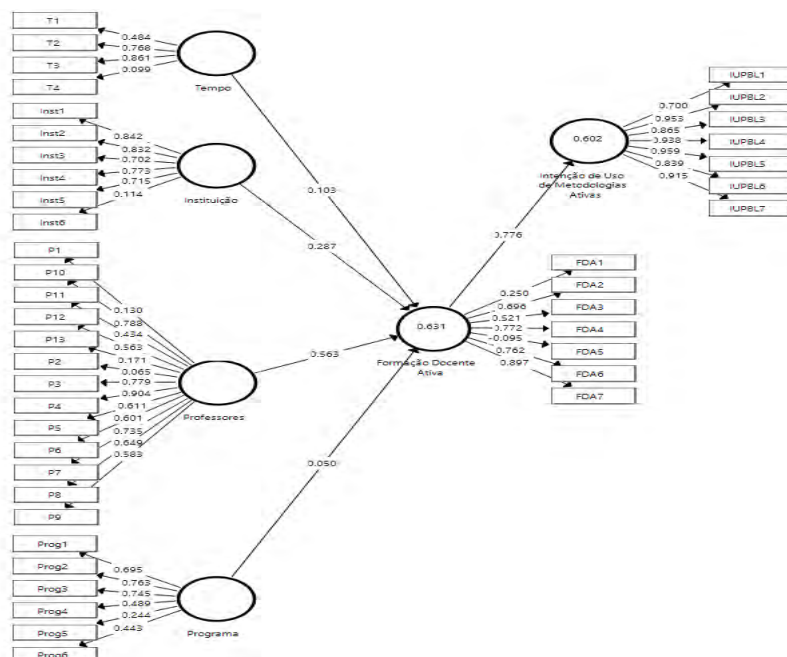 T1
T2
T3
T4
0.484
0.768
0.861
0.099
Tempo
Inst1
Inst2
Inst3
Inst4
Inst5
Inst6
0.842
0.832
0.702
0.773
0.715
0.114
Instituição
P1
P10
P11
P12
P13
P2
P3
P4
P5
P6
P7
P8
P9
0.130
0.788
0.434
0.563
0.171
0.065
0.779
0.904
0.611
0.601
0.735
0.649
0.583
Professores
Prog1
Prog2
Prog3
Prog4
Prog5
Prog6
0.695
0.763
0.745
0.489
0.244
0.443
Programa
0.103
0.287
0.563
0.050
0.631
Formação Docente
Ativa
0.250
0.696
0.521
0.772
-0.095
0.762
0.897
FDA1
FDA2
FDA3
FDA4
FDA5
FDA6
FDA7
0.776
0.602
Intenção de Uso
de Metodologias
Ativas
0.700
0.953
0.865
0.938
0.959
0.839
0.915
IUPBL1
IUPBL2
IUPBL3
IUPBL4
IUPBL5
IUPBL6
IUPBL7